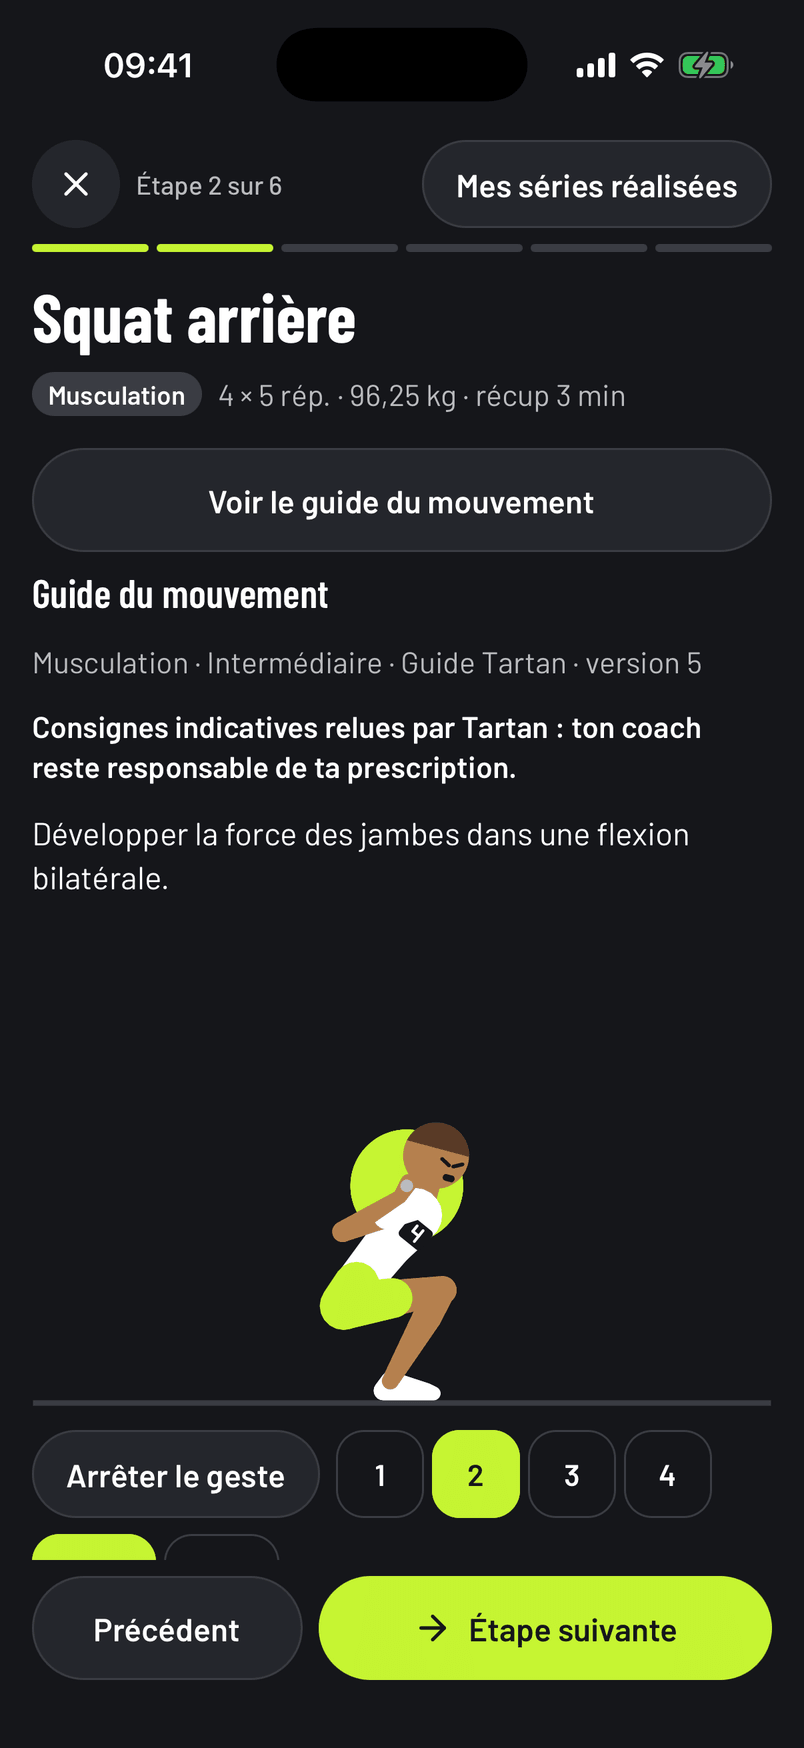 09:41
Étape 2 sur 6
Mes séries réalisées
Squat arrière
Musculation
4 × 5 rép. · 96,25 kg · récup 3 min
Voir le guide du mouvement
Guide du mouvement
Musculation · Intermédiaire · Guide Tartan · version 5
Consignes indicatives relues par Tartan : ton coach
reste responsable de ta prescription.
Développer la force des jambes dans une flexion
bilatérale.
4
Arrêter le geste
1
2
3
4
Précédent
Étape suivante